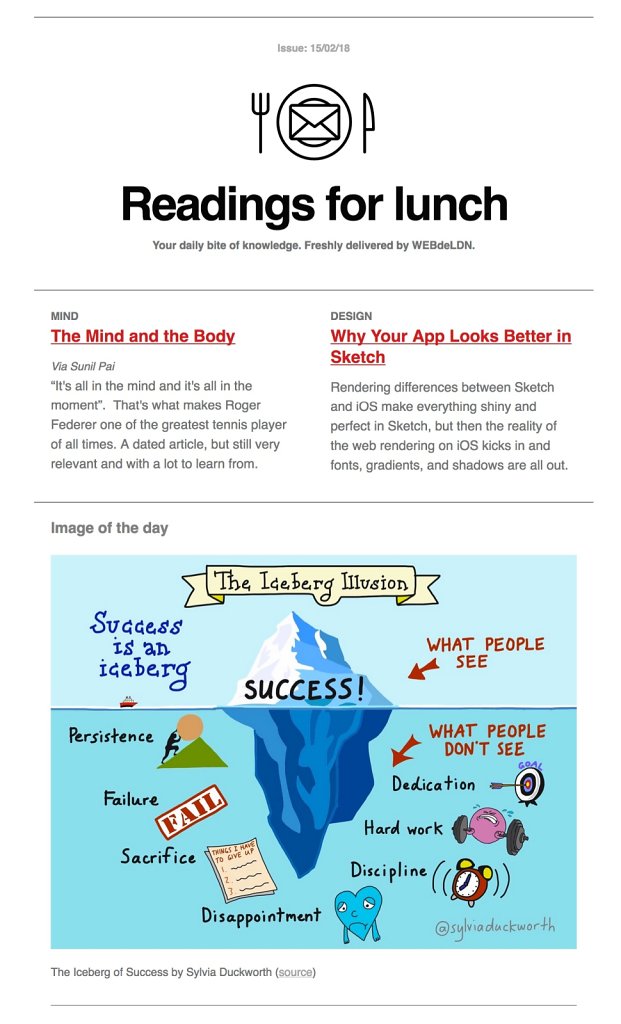 Issue: 15/02/18
Readings for lunch
Your daily bite of knowledge. Freshly delivered by WEBdeLDN.
MIND
The Mind and the Body
Via Sunil Pai
“It's all in the mind and it's all in the
moment”.  That's what makes Roger
Federer one of the greatest tennis player
of all times. A dated article, but still very
relevant and with a lot to learn from.
DESIGN
Why Your App Looks Better in
Sketch
Rendering differences between Sketch
and iOS make everything shiny and
perfect in Sketch, but then the reality of
the web rendering on iOS kicks in and
fonts, gradients, and shadows are all out.
Image of the day
The Iceberg Illusion
Success
is an
iceberg
WHAT PEOPLE
SEE
SUCCESS!
WHAT PEOPLE
DON'T SEE
Persistence
Failure
FAIL
Sacrifice
THINGS I HAVE
TO GIVE UP
1.
2.
3.
Disappointment
GOAL
Dedication
Hard work
Discipline
@sylviaduckworth
The Iceberg of Success by Sylvia Duckworth (source)